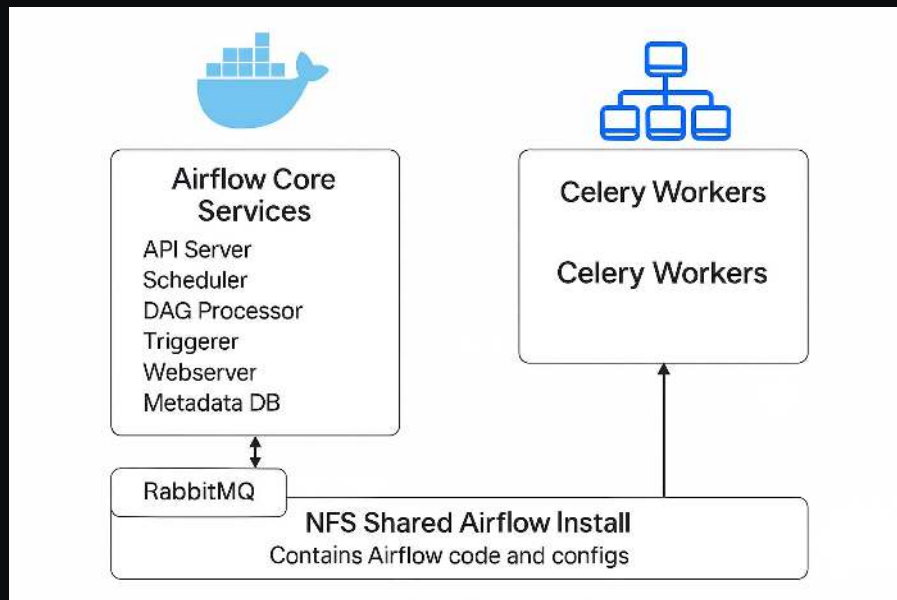 Airflow Core
Services
API Server
Scheduler
DAG Processor
Triggerer
Webserver
Metadata DB
Celery Workers
Celery Workers
RabbitMQ
NFS Shared Airflow Install
Contains Airflow code and configs